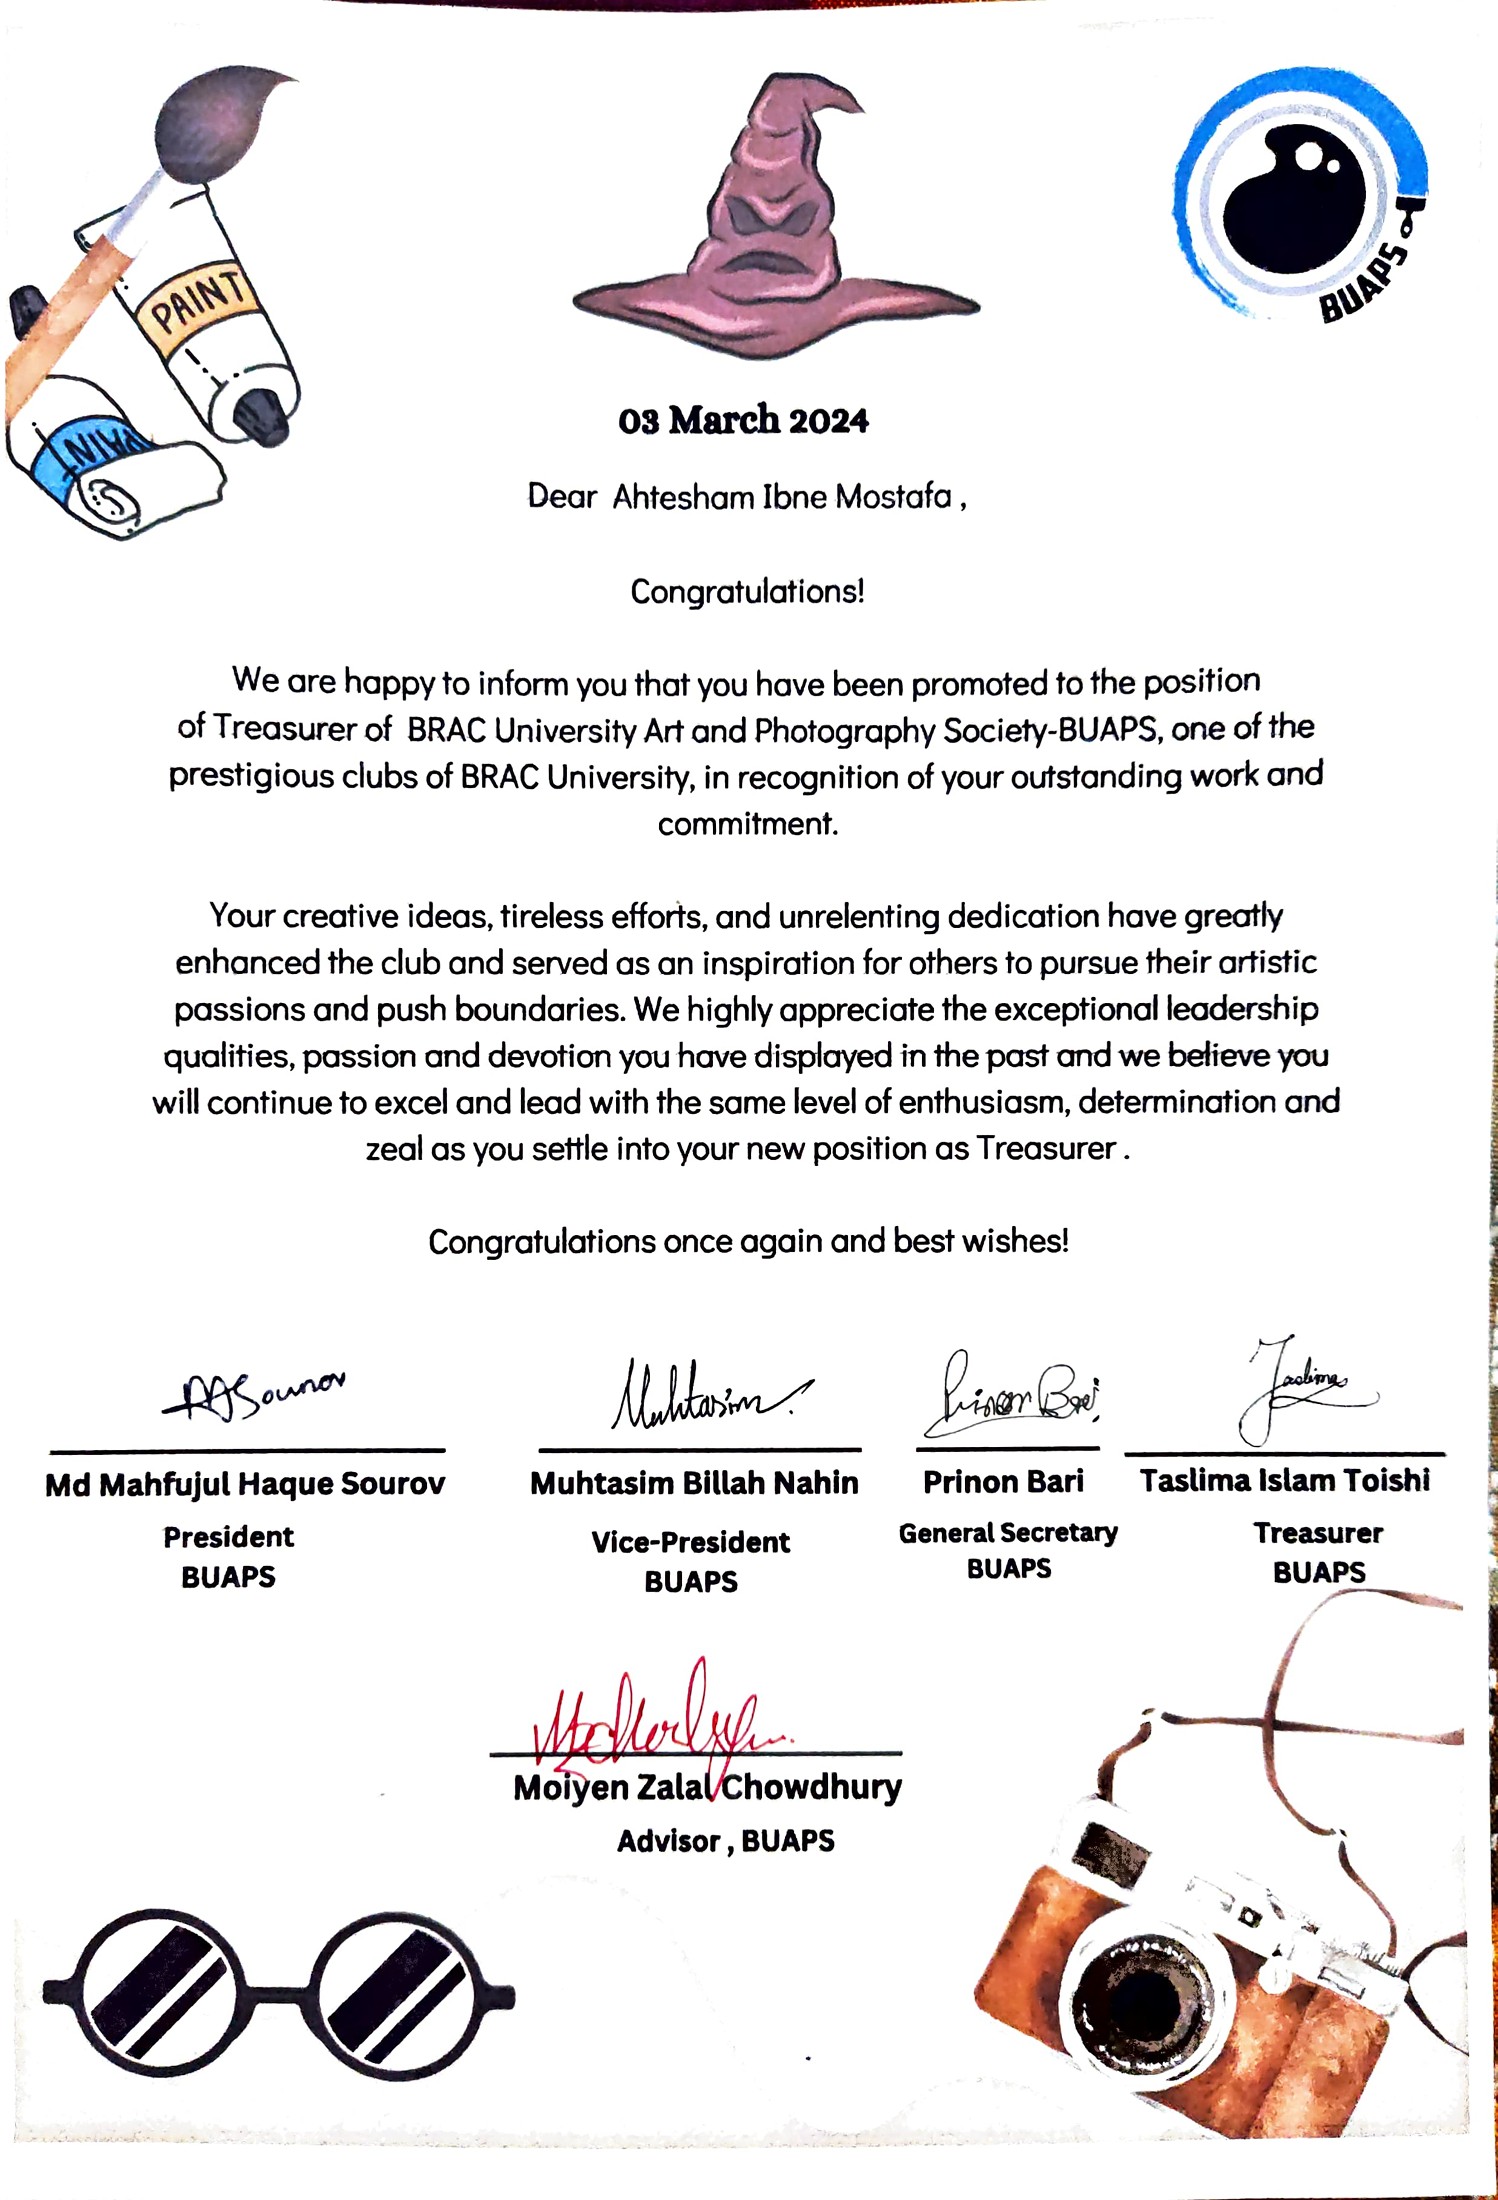 PAINT
PAINT
BUAPS
03 March 2024
Dear Ahtesham Ibne Mostafa ,
Congratulations!
We are happy to inform you that you have been promoted to the position
of Treasurer of BRAC University Art and Photography Society-BUAPS, one of the
prestigious clubs of BRAC University, in recognition of your outstanding work and
commitment.
Your creative ideas, tireless efforts, and unrelenting dedication have greatly
enhanced the club and served as an inspiration for others to pursue their artistic
passions and push boundaries. We highly appreciate the exceptional leadership
qualities, passion and devotion you have displayed in the past and we believe you
will continue to excel and lead with the same level of enthusiasm, determination and
zeal as you settle into your new position as Treasurer .
Congratulations once again and best wishes!
Sourov Muhtasim Prinon Bari Taslima
Md Mahfujul Haque Sourov Muhtasim Billah Nahin Prinon Bari Taslima Islam Toishi
President Vice-President General Secretary Treasurer
BUAPS BUAPS BUAPS BUAPS
Moiyen Zalal Chowdhury
Advisor , BUAPS